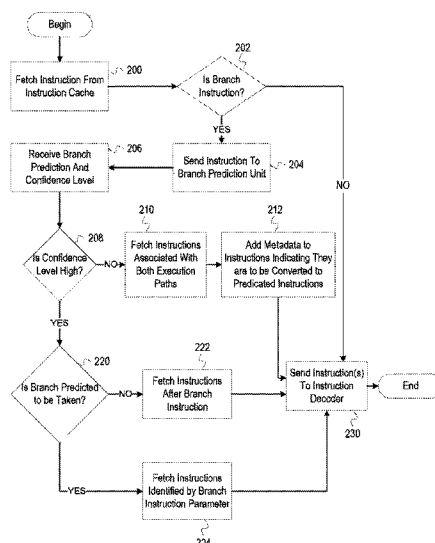 Begin
200
Fetch Instruction From
Instruction Cache
202
Is Branch
Instruction?
YES
NO
206
Receive Branch
Prediction And
Confidence Level
Send Instruction To
Branch Prediction Unit
204
208
Is Confidence
Level High?
NO
YES
210
Fetch Instructions
Associated With
Both Execution
Paths
212
Add Metadata to
Instructions Indicating They
are to be Converted to
Predicated Instructions
220
Is Branch Predicted
to be Taken?
NO
YES
222
Fetch Instructions
After Branch
Instruction
Send Instruction(s)
To Instruction
Decoder
230
End
Fetch Instructions
Identified by Branch
Instruction Parameter
224